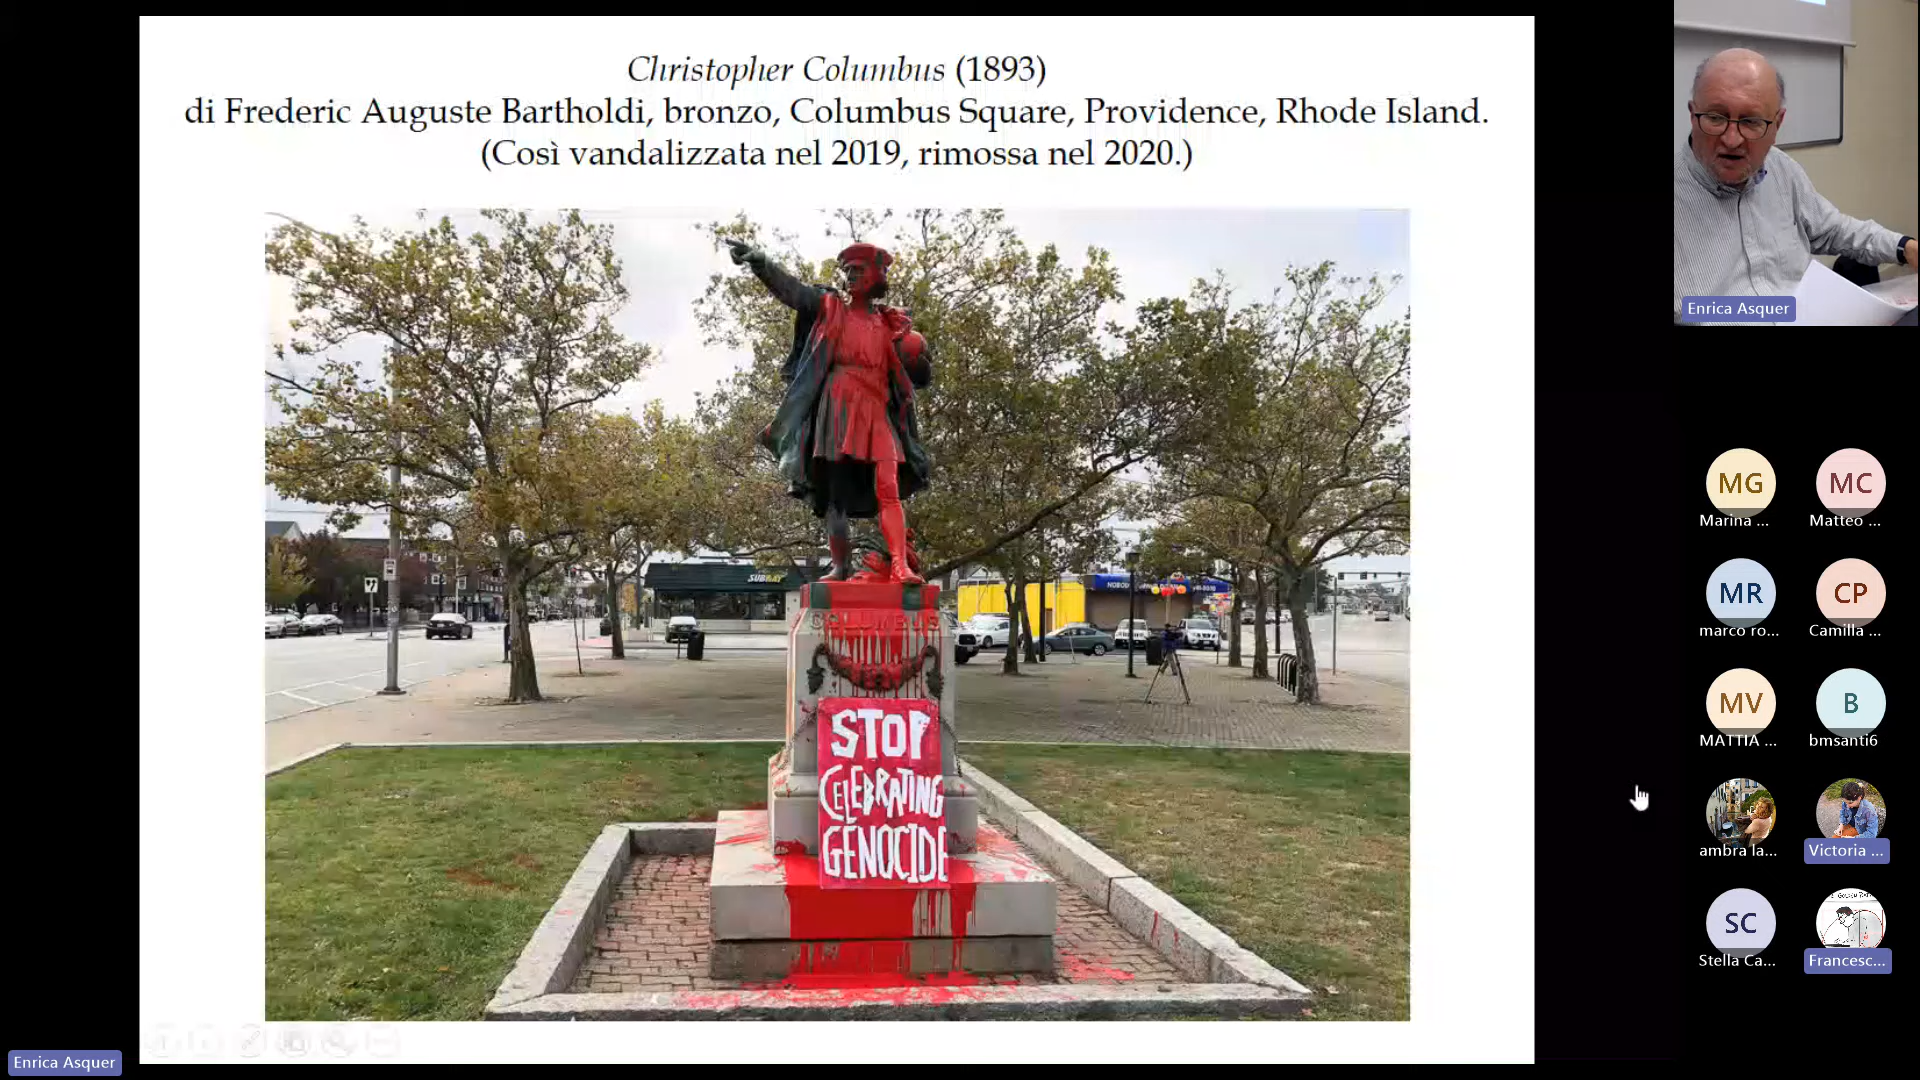 Christopher Columbus (1893)
di Frederic Auguste Bartholdi, bronzo, Columbus Square, Providence, Rhode Island.
(Così vandalizzata nel 2019, rimossa nel 2020.)
SUBWAY
COLUMBUS
STOP
CELEBRATING
GENOCIDE
Enrica Asquer
MG
MC
Marina ...
Matteo ...
MR
CP
marco ro...
Camilla ...
MV
B
MATTIA ...
bmsanti6
ambra la...
Victoria ...
SC
Stella Ca...
Francesc...
Enrica Asquer